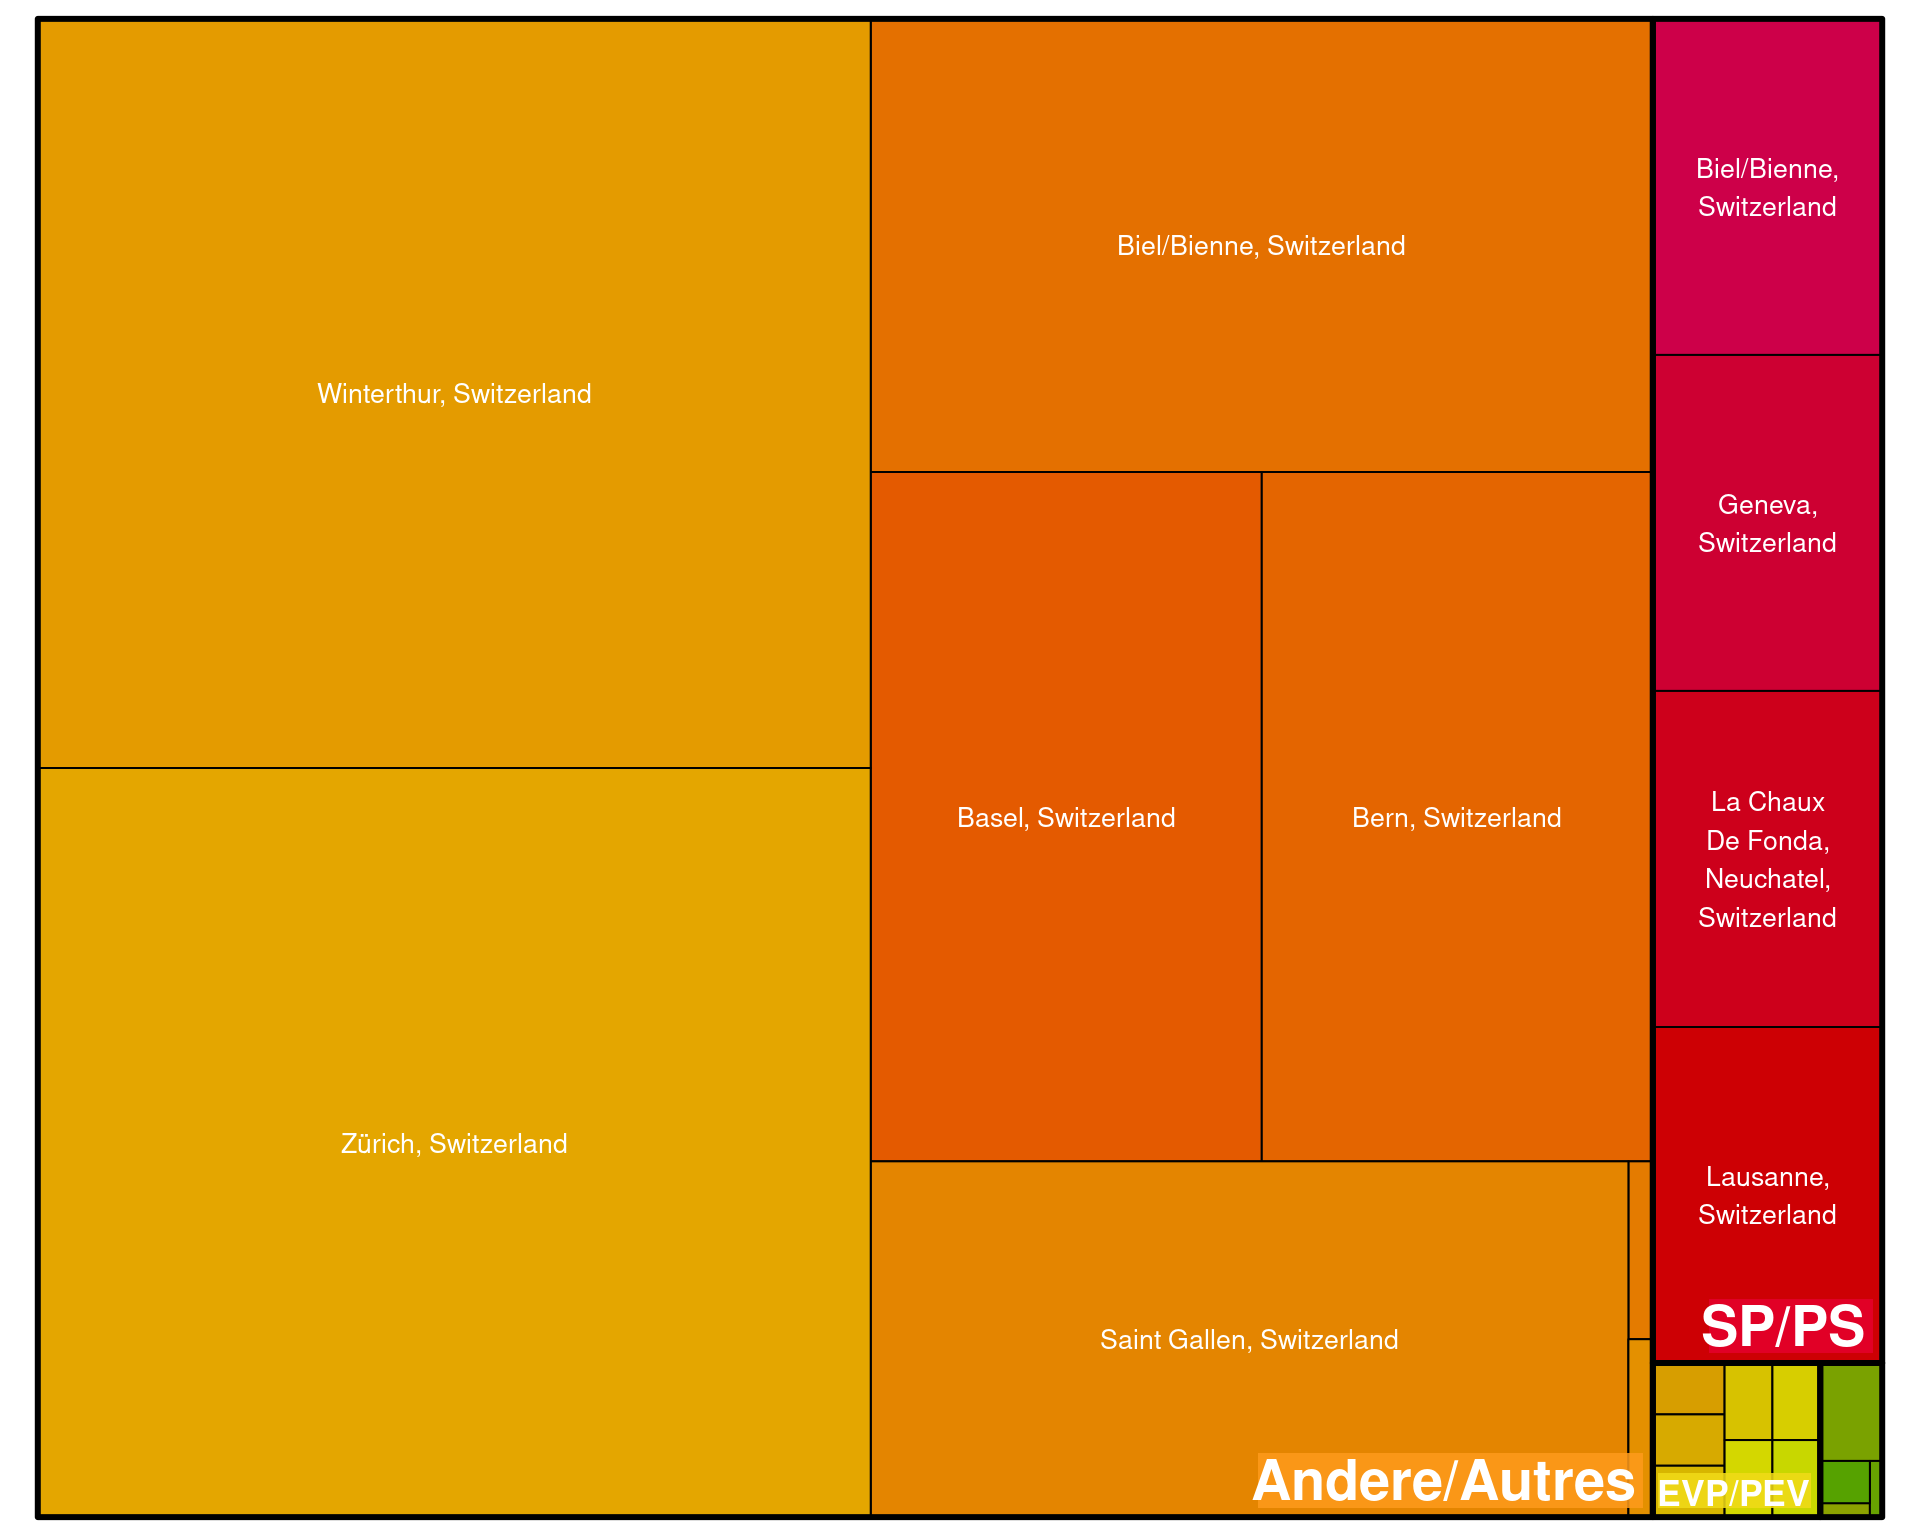 Winterthur, Switzerland
Zürich, Switzerland
Biel/Bienne, Switzerland
Basel, Switzerland
Bern, Switzerland
Saint Gallen, Switzerland
Andere/Autres
Biel/Bienne,
Switzerland
Geneva,
Switzerland
La Chaux
De Fonda,
Neuchatel,
Switzerland
Lausanne,
Switzerland
SP/PS
EVP/PEV